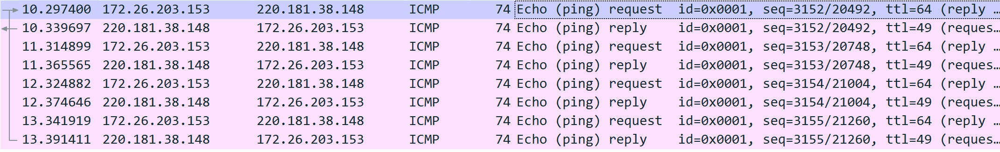 10.297400 172.26.203.153 220.181.38.148 ICMP 74 Echo (ping) request id=0x0001, seq=3152/20492, ttl=64 (reply …
10.339697 220.181.38.148 172.26.203.153 ICMP 74 Echo (ping) reply id=0x0001, seq=3152/20492, ttl=49 (reques…
11.314899 172.26.203.153 220.181.38.148 ICMP 74 Echo (ping) request id=0x0001, seq=3153/20748, ttl=64 (reply …
11.365565 220.181.38.148 172.26.203.153 ICMP 74 Echo (ping) reply id=0x0001, seq=3153/20748, ttl=49 (reques…
12.324882 172.26.203.153 220.181.38.148 ICMP 74 Echo (ping) request id=0x0001, seq=3154/21004, ttl=64 (reply …
12.374646 220.181.38.148 172.26.203.153 ICMP 74 Echo (ping) reply id=0x0001, seq=3154/21004, ttl=49 (reques…
13.341919 172.26.203.153 220.181.38.148 ICMP 74 Echo (ping) request id=0x0001, seq=3155/21260, ttl=64 (reply …
13.391411 220.181.38.148 172.26.203.153 ICMP 74 Echo (ping) reply id=0x0001, seq=3155/21260, ttl=49 (reques…